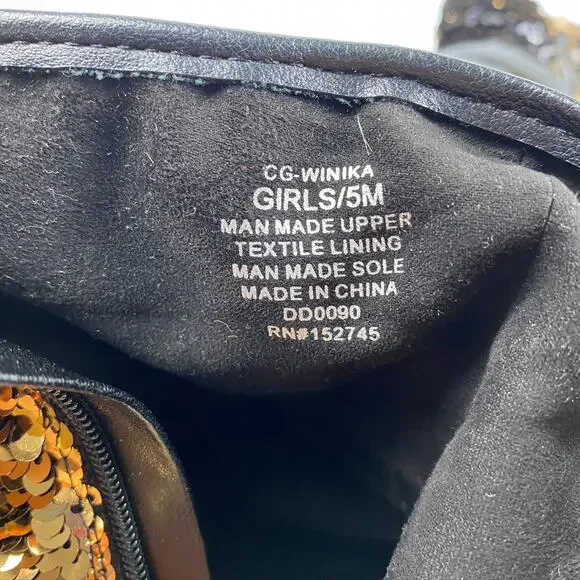 CG-WINIKA
GIRLS/5M
MAN MADE UPPER
TEXTILE LINING
MAN MADE SOLE
MADE IN CHINA
DD0090
RN#152745